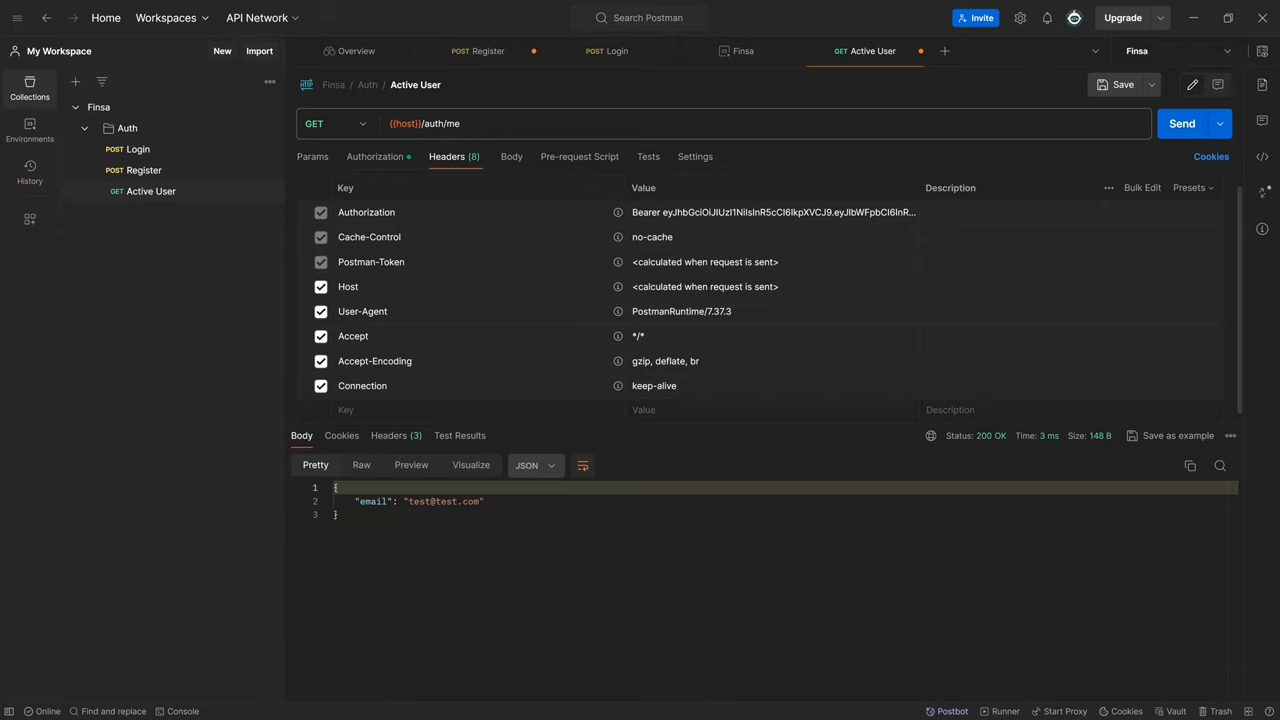 Home
Workspaces
API Network
Search Postman
Invite
Upgrade
My Workspace
New
Import
Overview
POST Register
POST Login
Finsa
GET Active User
Finsa
Collections
Environments
History
Finsa
Auth
POST Login
POST Register
GET Active User
HTTP
Finsa / Auth / Active User
Save
GET
{{host}}/auth/me
Send
Params
Authorization
Headers (8)
Body
Pre-request Script
Tests
Settings
Cookies
Key Value Description
Bulk Edit
Presets
Authorization Bearer eyJhbGciOiJIUzI1NiIsInR5cCI6IkpXVCJ9.eyJlbWFpbCI6InR...
Cache-Control no-cache
Postman-Token <calculated when request is sent>
Host <calculated when request is sent>
User-Agent PostmanRuntime/7.37.3
Accept */*
Accept-Encoding gzip, deflate, br
Connection keep-alive
Key Value Description
Body
Cookies
Headers (3)
Test Results
Status: 200 OK Time: 3 ms Size: 148 B
Save as example
Pretty
Raw
Preview
Visualize
JSON
1 {
2 "email": "test@test.com"
3 }
Online
Find and replace
Console
Postbot
Runner
Start Proxy
Cookies
Vault
Trash